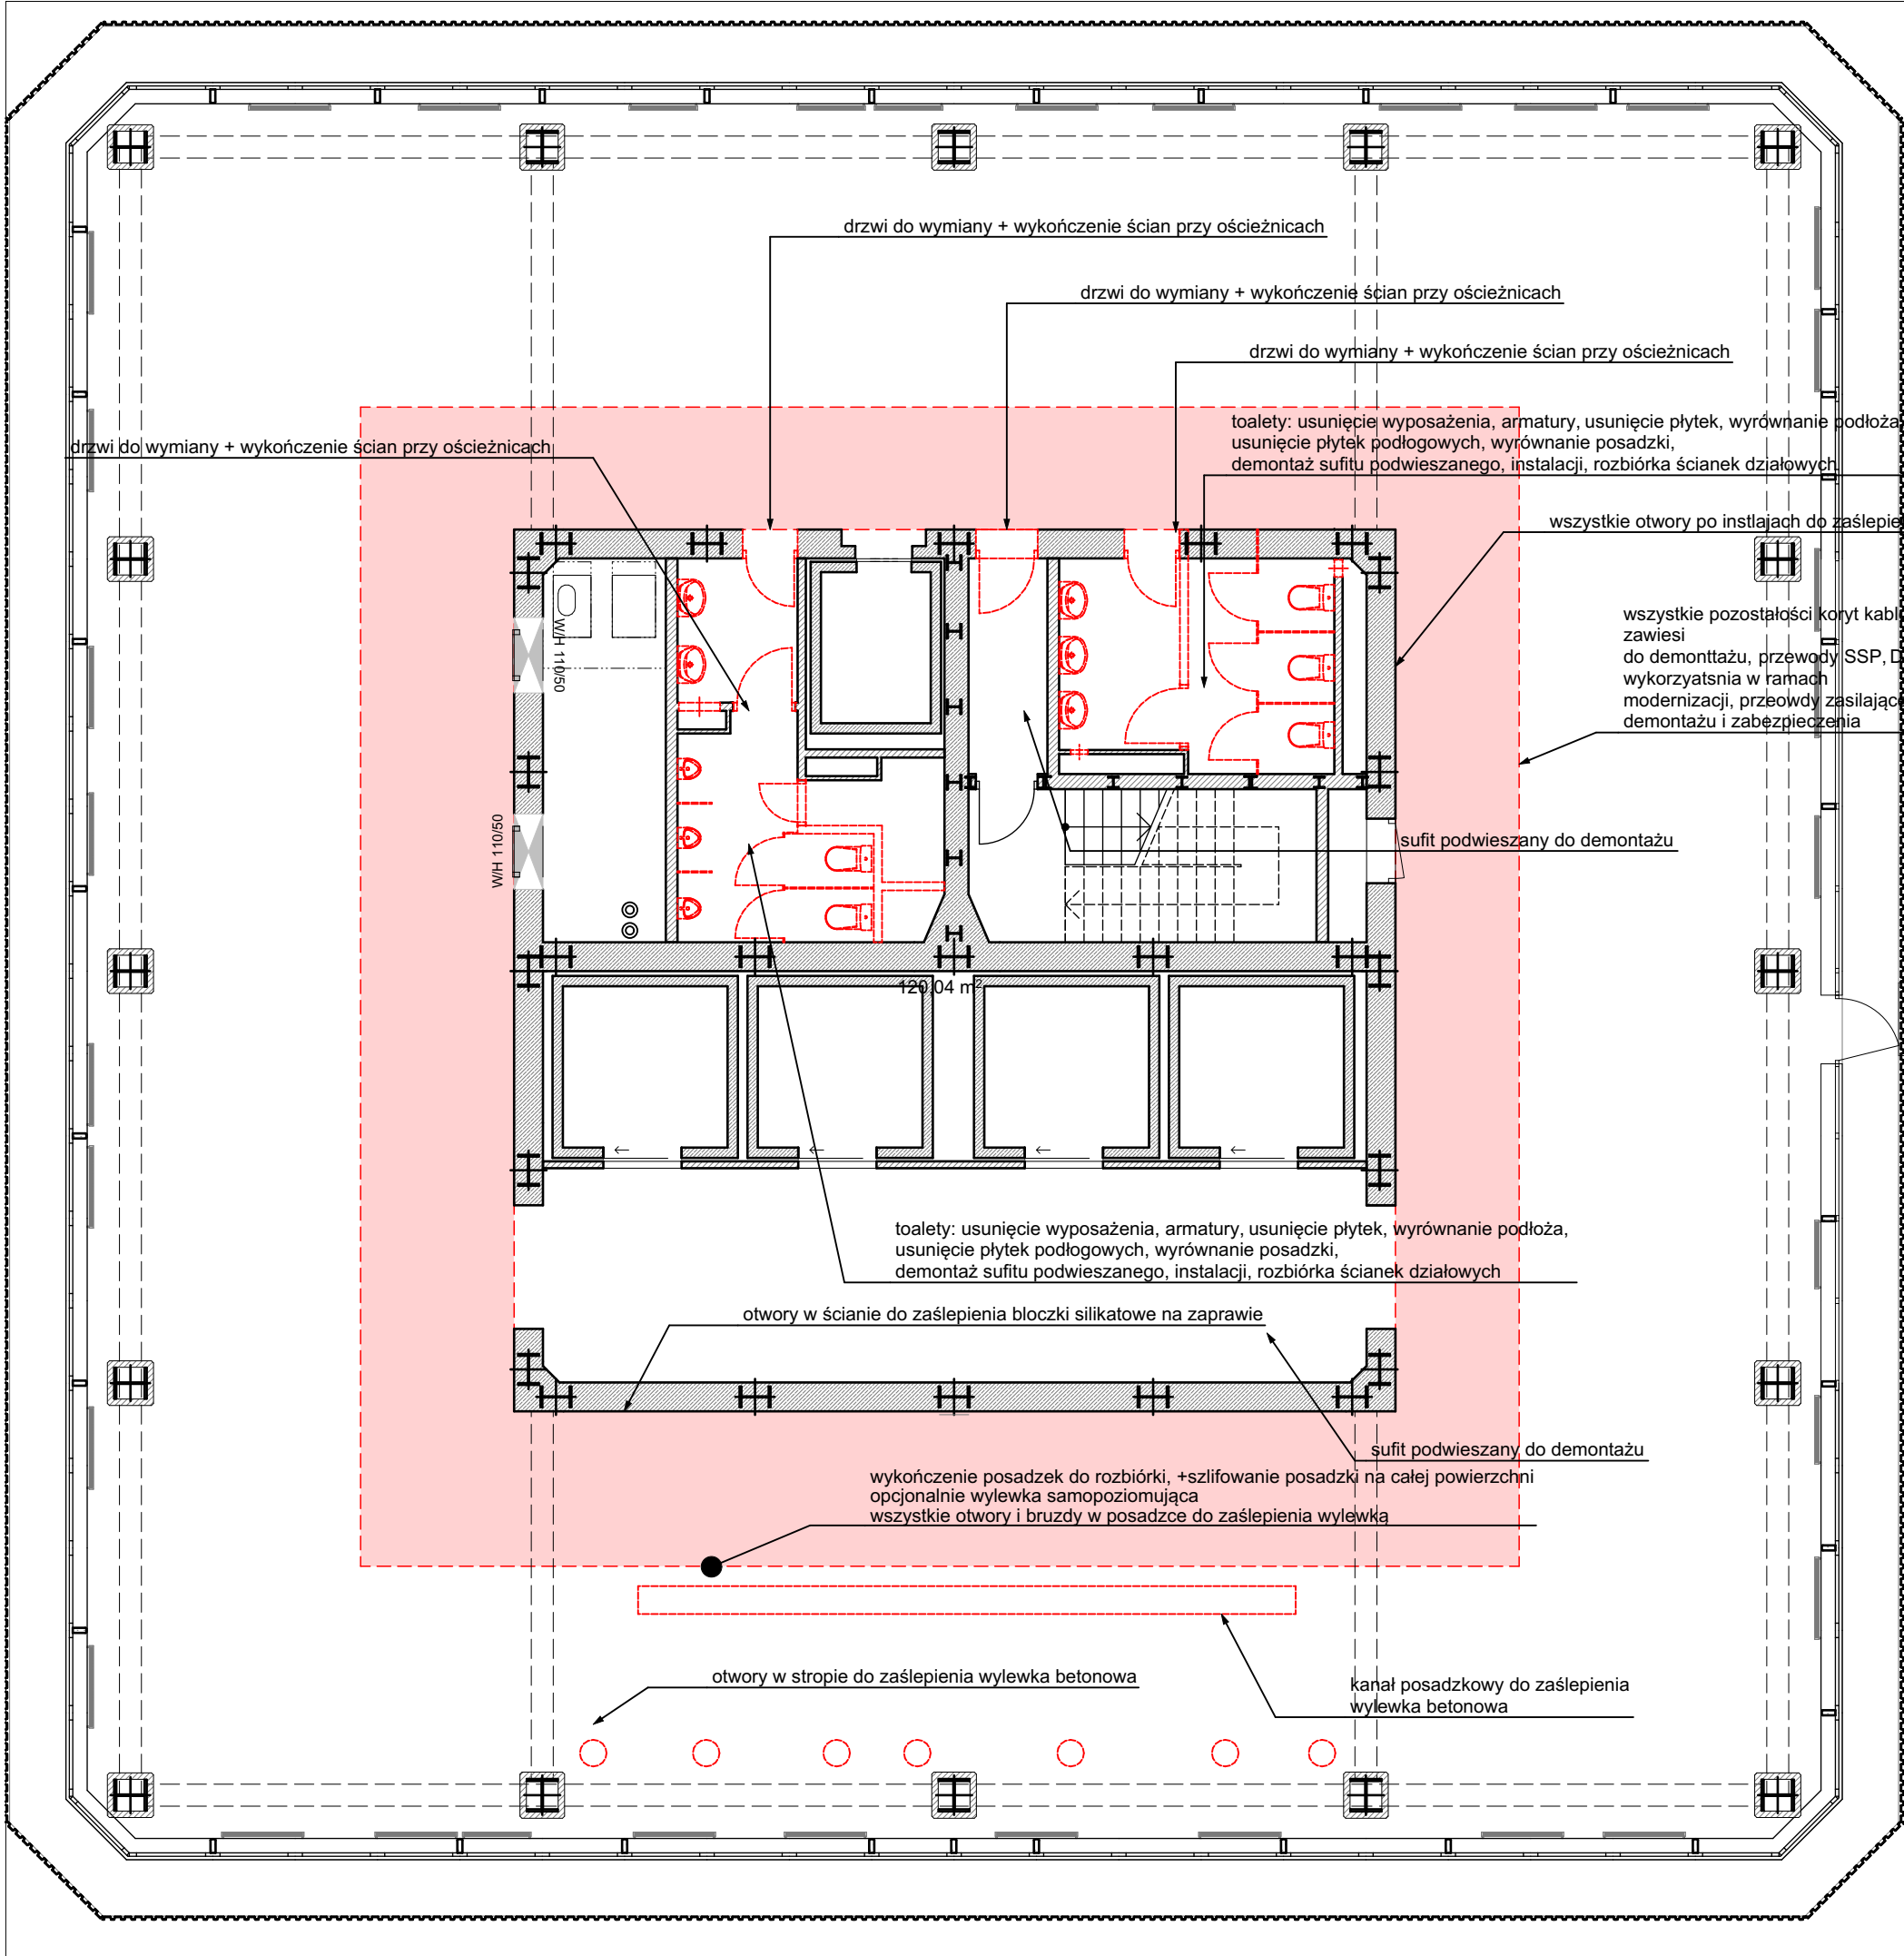 drzwi do wymiany + wykończenie ścian przy ościeżnicach
drzwi do wymiany + wykończenie ścian przy ościeżnicach
drzwi do wymiany + wykończenie ścian przy ościeżnicach
toalety: usunięcie wyposażenia, armatury, usunięcie płytek, wyrównanie podłoża,
usunięcie płytek podłogowych, wyrównanie posadzki,
demontaż sufitu podwieszanego, instalacji, rozbiórka ścianek działowych
drzwi do wymiany + wykończenie ścian przy ościeżnicach
wszystkie otwory po instlajach do
wszystkie pozostałości koryt
zawiesi
do demonttażu, przewody SSP,
wykorzyatsnia w ramach
modernizacji, przeowdy zasilające
demontażu i zabezpieczenia
W/H 110/50
W/H 110/50
sufit podwieszany do demontażu
120,04 m²
toalety: usunięcie wyposażenia, armatury, usunięcie płytek, wyrównanie podłoża,
usunięcie płytek podłogowych, wyrównanie posadzki,
demontaż sufitu podwieszanego, instalacji, rozbiórka ścianek działowych
otwory w ścianie do zaślepienia bloczki silikatowe na zaprawie
sufit podwieszany do demontażu
wykończenie posadzek do rozbiórki, +szlifowanie posadzki na całej powierzchni
opcjonalnie wylewka samopoziomująca
wszystkie otwory i bruzdy w posadzce do zaślepienia wylewką
otwory w stropie do zaślepienia wylewka betonowa
kanał posadzkowy do zaślepienia
wylewka betonowa